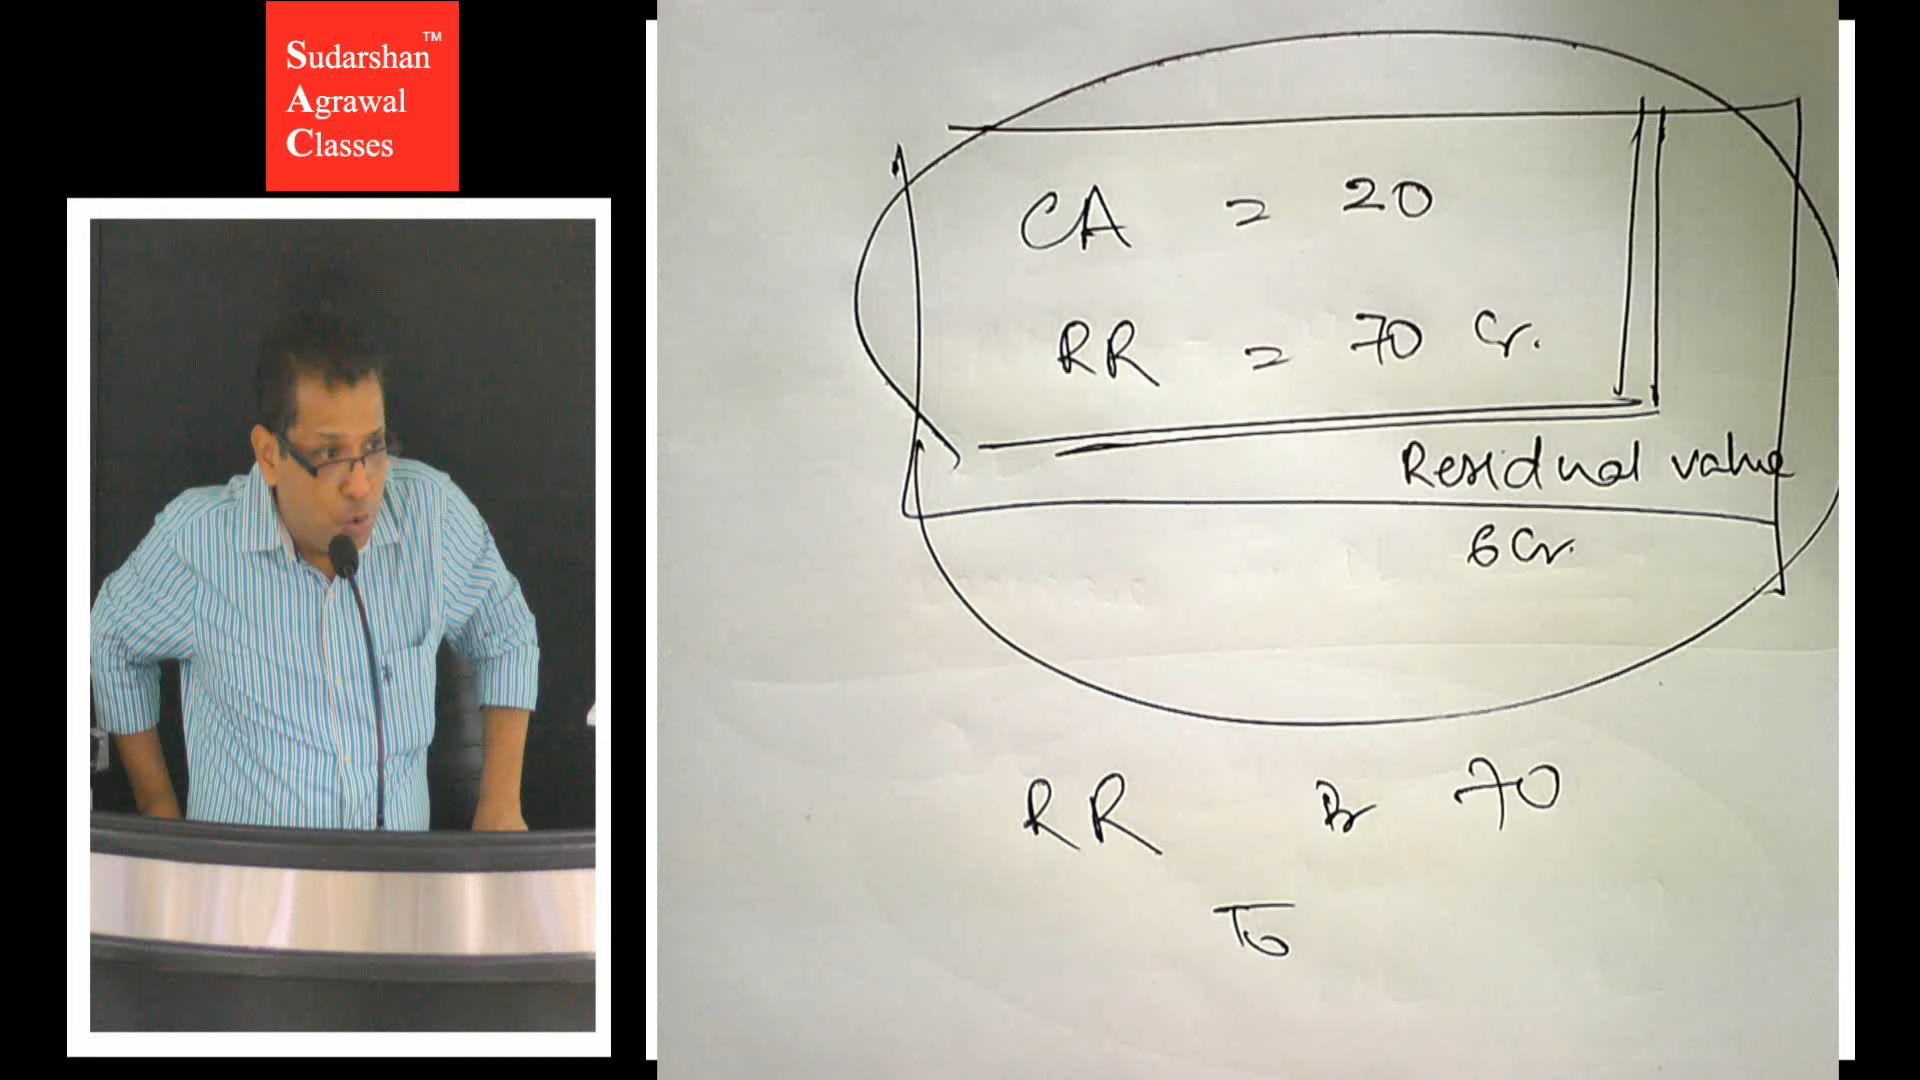 Sudarshan™
Agrawal
Classes
CA = 20
RR = 70 Cr.
Residual value
6 Cr.
RR 70
To